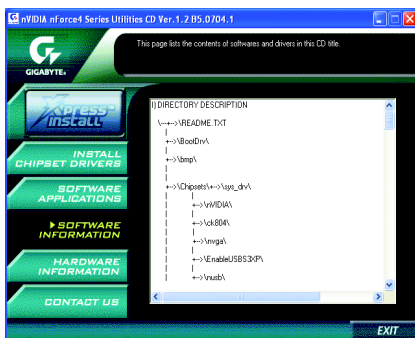 nVIDIA nForce4 Series Utilities CD Ver.1.2 B5.0704.1
This page lists the contents of softwares and drivers in this CD title.
GIGABYTE
Xpress
Install
INSTALL
CHIPSET DRIVERS
SOFTWARE
APPLICATIONS
SOFTWARE
INFORMATION
HARDWARE
INFORMATION
CONTACT US
I) DIRECTORY DESCRIPTION
\--+-->\README.TXT
|
+-->\BootDrv\
|
+-->\bmp\
|
+-->\Chipsets\+-->\sys_drv\
| |
| +-->\nVIDIA\
| |
| +-->\ck804\
| |
| +-->\nvga\
| |
| +-->\EnableUSBS3XP\
| |
| +-->\nusb\
EXIT